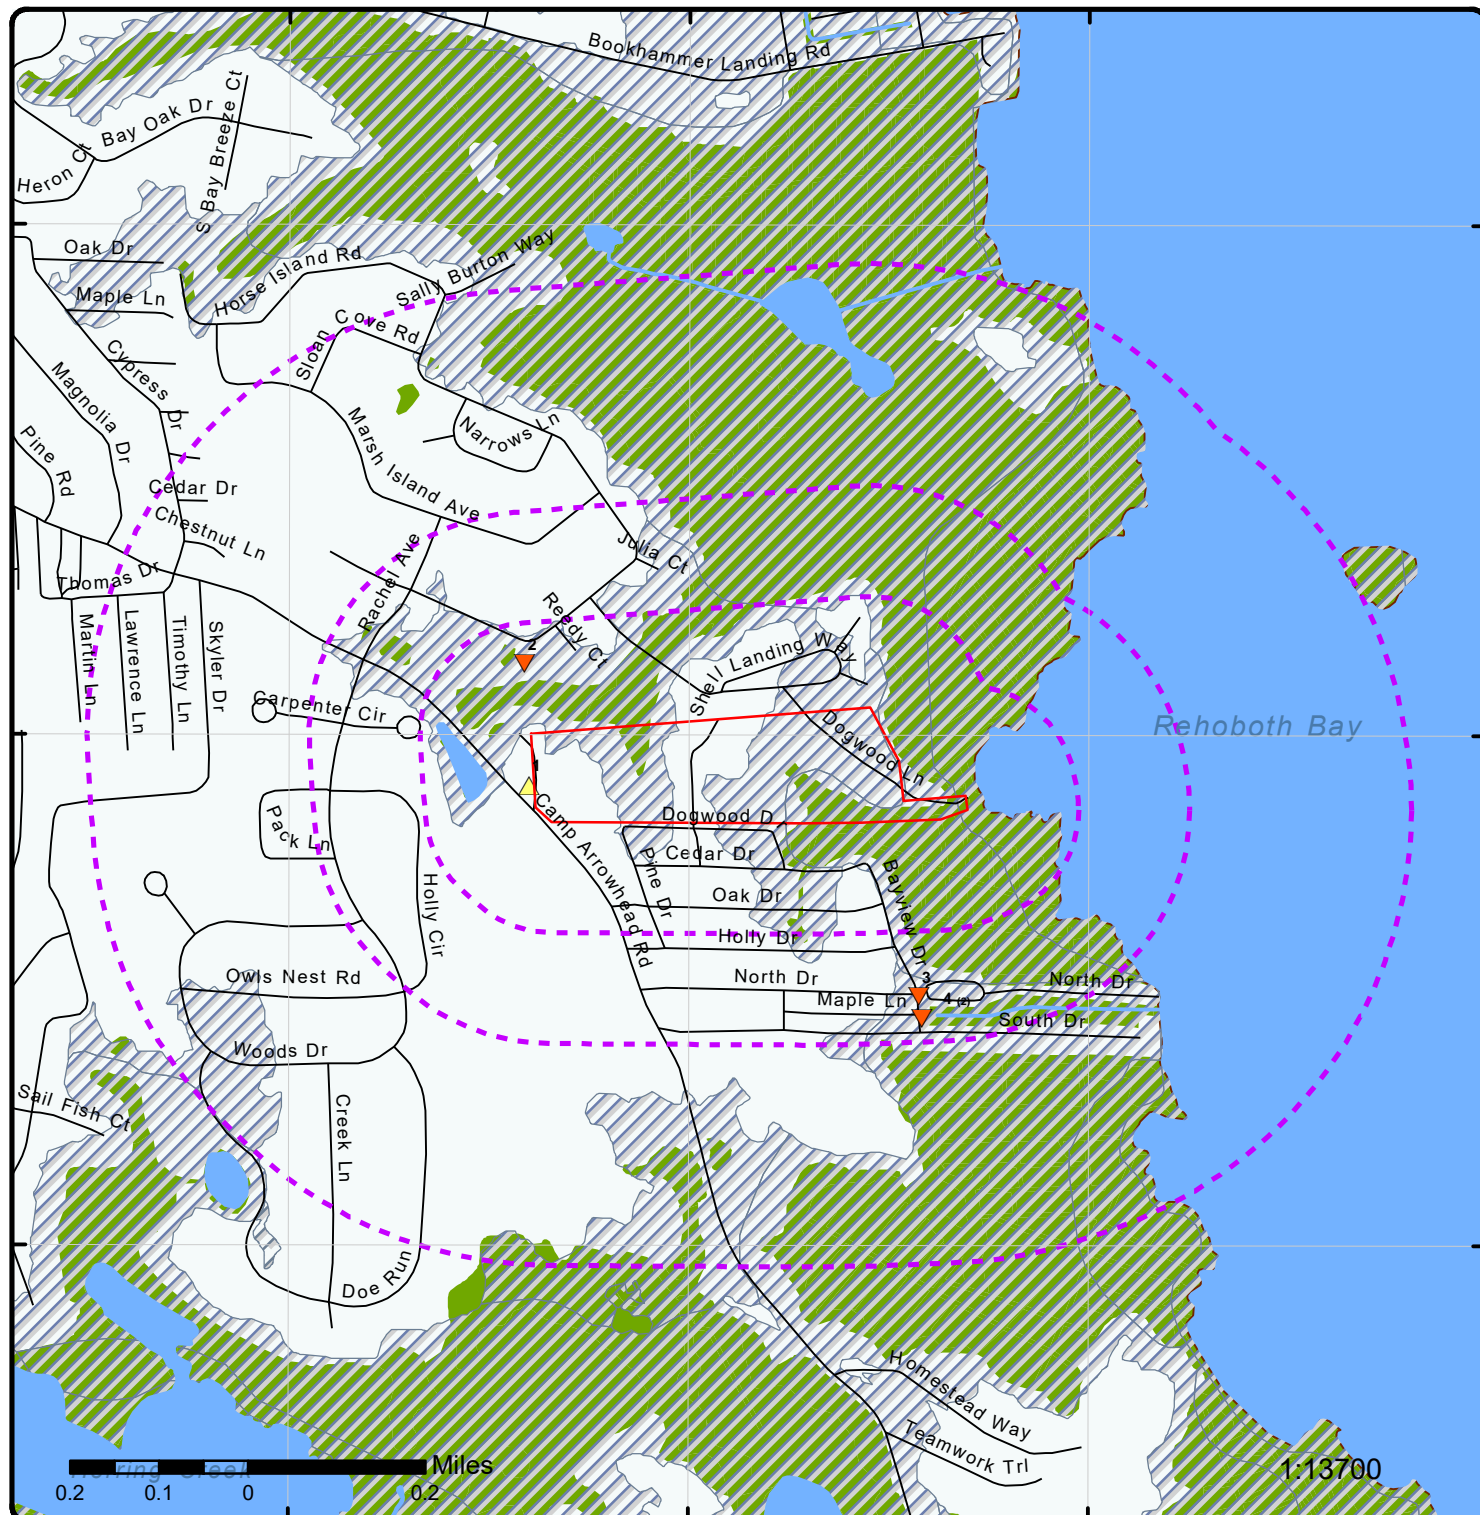 Bookhammer Landing Rd
Bay Oak Dr
S Bay Breeze Ct
Heron Ct
Oak Dr
Horse Island Rd
Sally Burton Way
Maple Ln
Cove Rd
Sloan
Cypress Dr
Magnolia Dr
Pine Rd
Marsh Island Ave
Narrows Ln
Cedar Dr
Chestnut Ln
Julia Ct
Thomas Dr
Rachel Ave
Reedy Ct
Martin Ln
Lawrence Ln
Timothy Ln
Skyler Dr
2
Shell Landing Way
Carpenter Cir
Rehoboth Bay
Dogwood Ln
1
Camp Arrowhead Rd
Dogwood D
Pack Ln
Cedar Dr
Pine Dr
Oak Dr
Bayview Dr
Holly Cir
Holly Dr
Owls Nest Rd
North Dr
3
North Dr
Maple Ln
4 (2)
South Dr
Woods Dr
Sail Fish Ct
Creek Ln
Doe Run
Homestead Way
Teamwork Trl
Herring Creek
Miles
1:13700
0.2 0.1 0 0.2